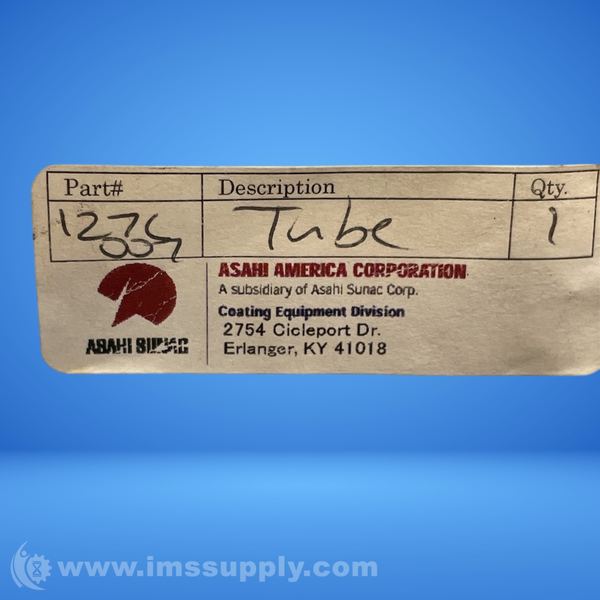 Part# Description Qty.
Tube 1
007
ASAHI AMERICA CORPORATION
A subsidiary of Asahi Sunac Corp.
Coating Equipment Division
2754 Cicleport Dr.
Erlanger, KY 41018
ASAHI SUNAC
www.imssupply.com